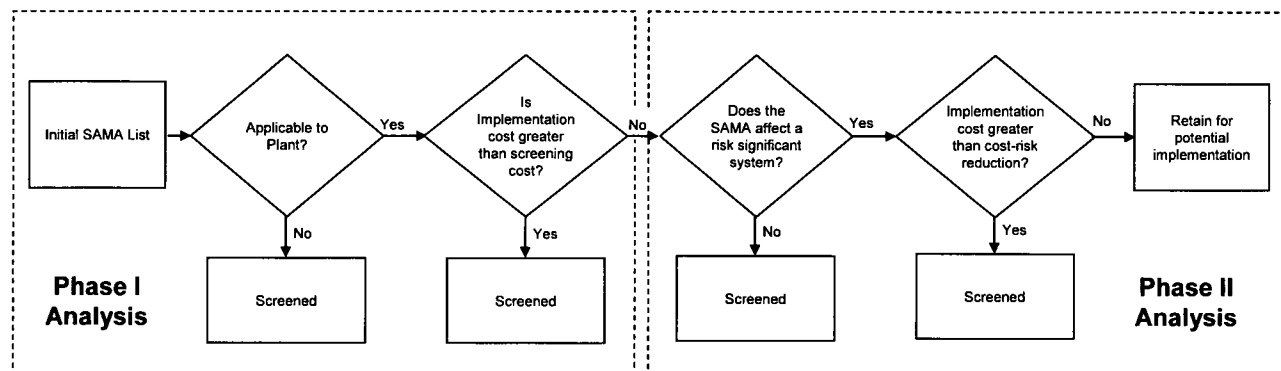 Initial SAMA List
Applicable to
Plant?
Yes
Is
Implementation
cost greater
than screening
cost?
No
Does the
SAMA affect a
risk significant
system?
Yes
Implementation
cost greater
than cost-risk
reduction?
No
Retain for
potential
implementation
No
Yes
No
Yes
Phase I
Analysis
Screened
Screened
Screened
Screened
Phase II
Analysis